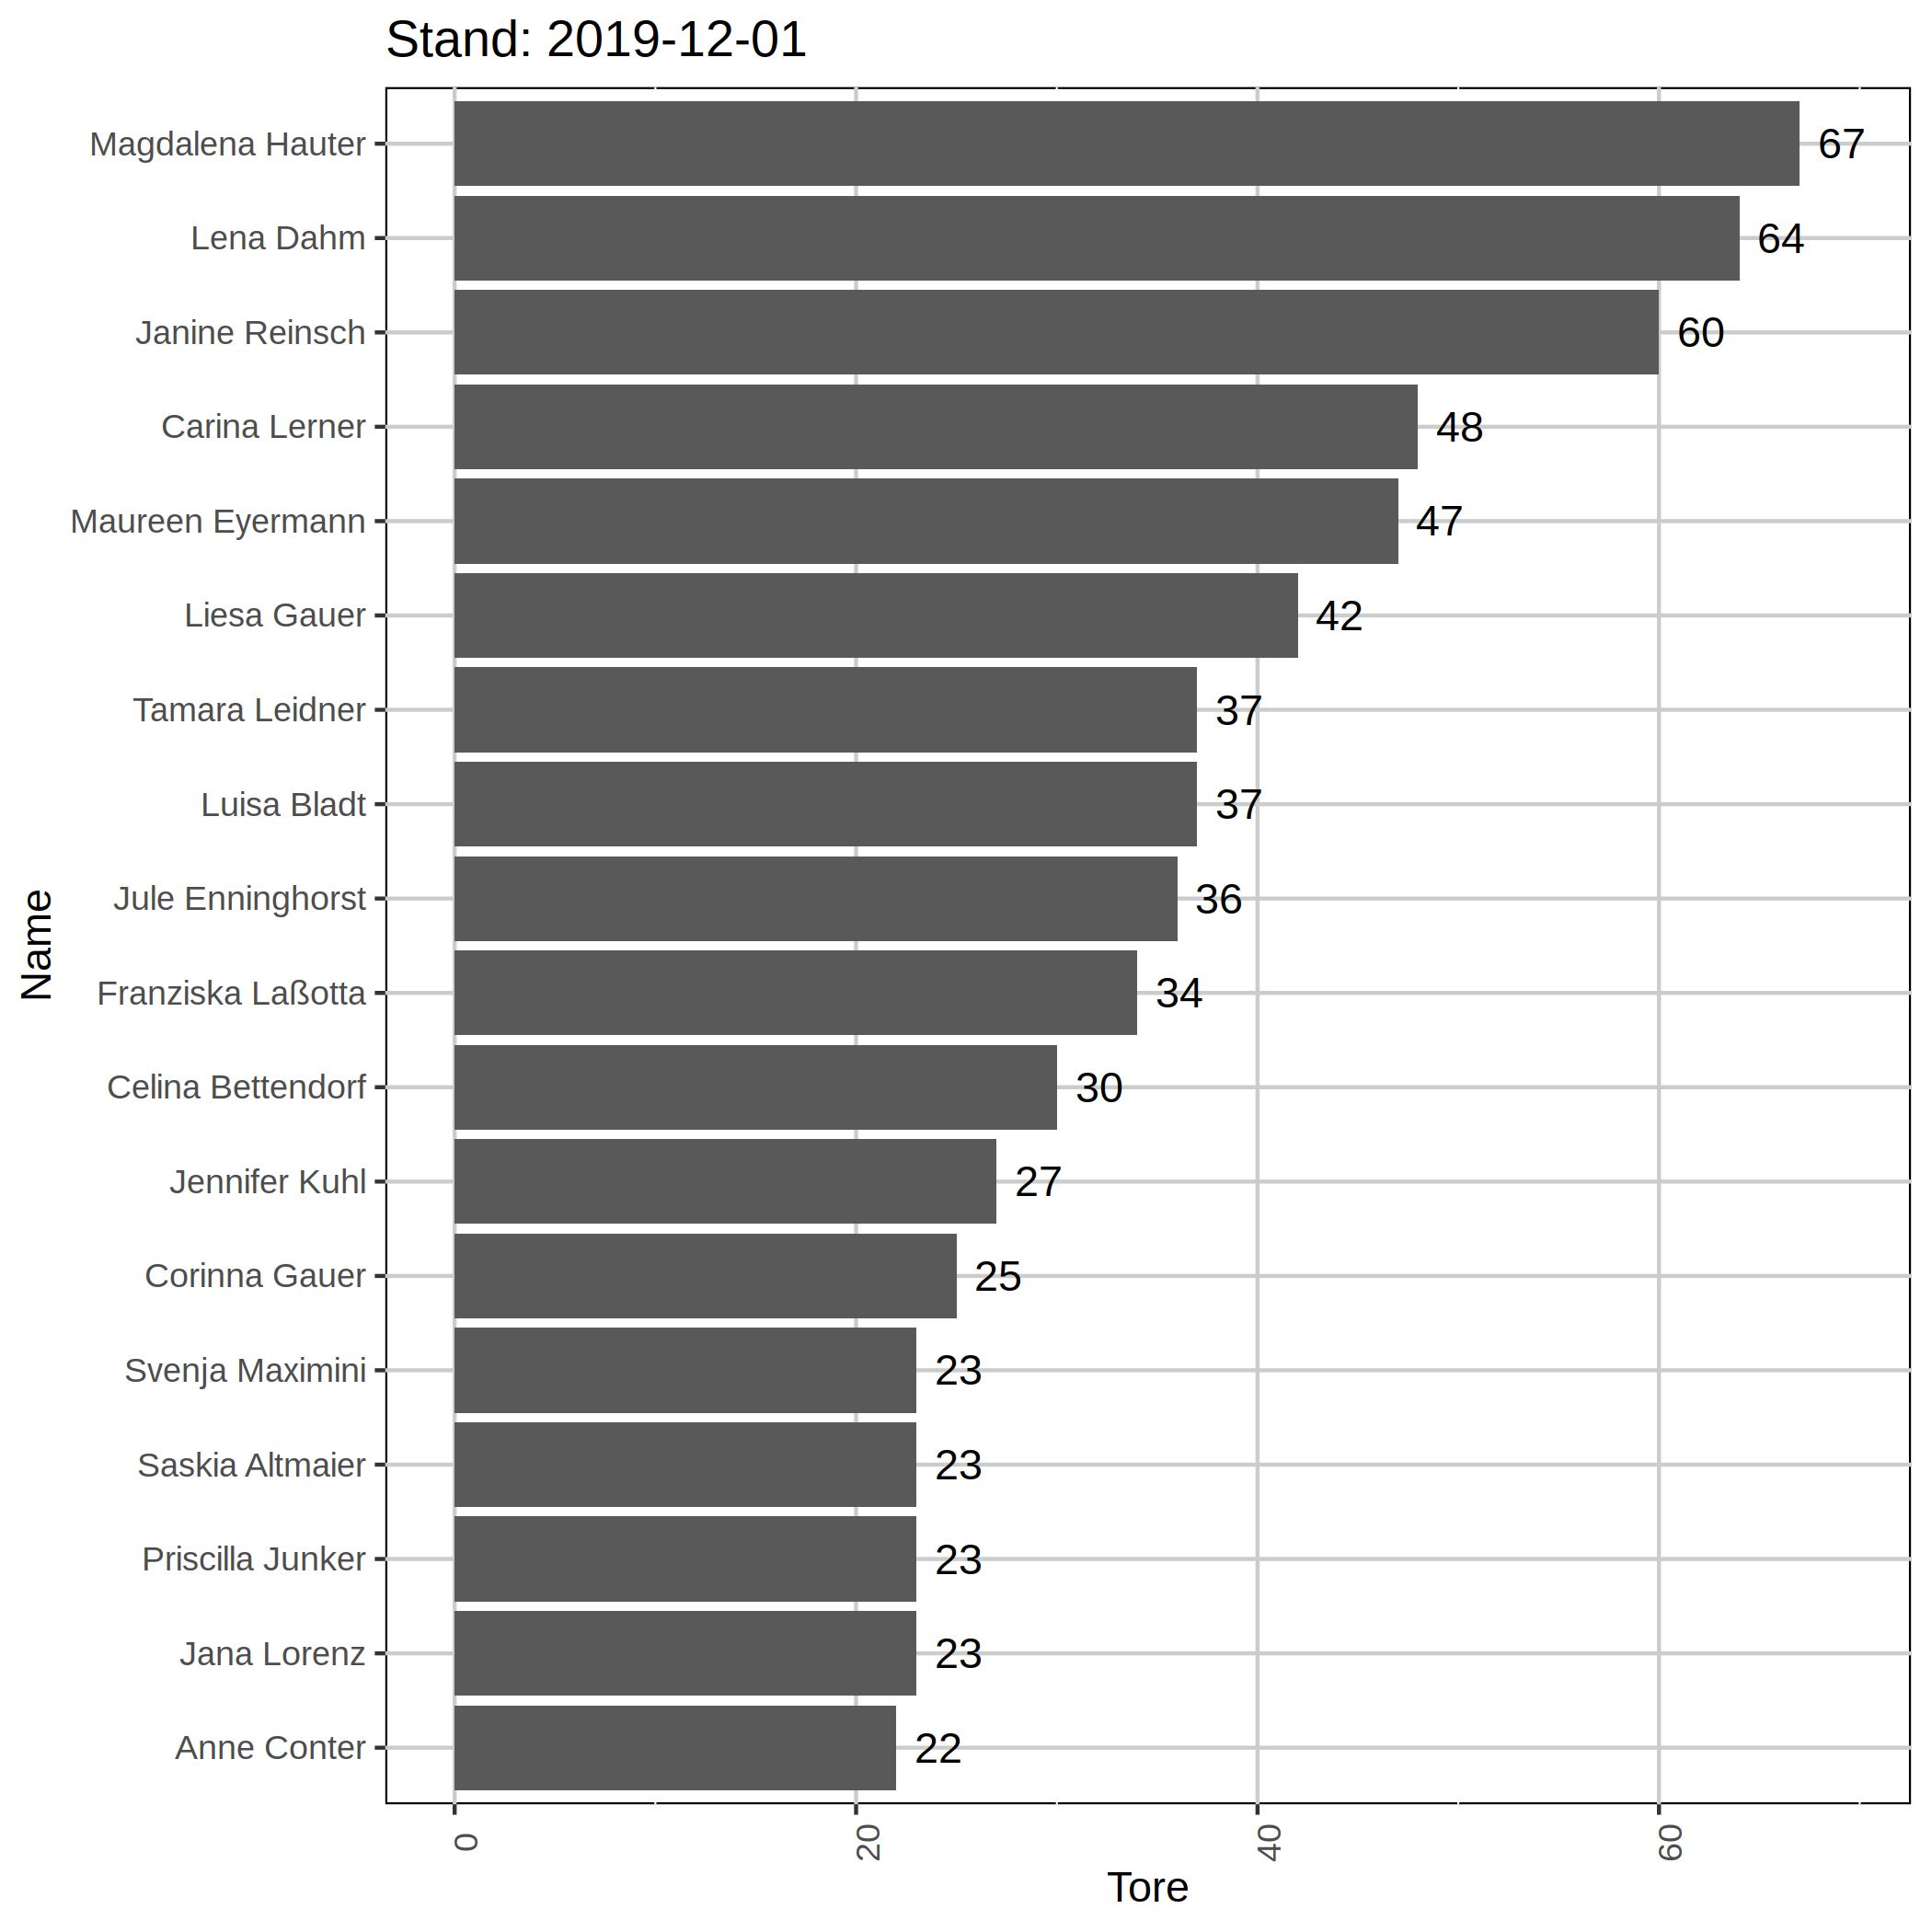 Stand: 2019-12-01
Magdalena Hauter 67
Lena Dahm 64
Janine Reinsch 60
Carina Lerner 48
Maureen Eyermann 47
Liesa Gauer 42
Tamara Leidner 37
Luisa Bladt 37
Jule Enninghorst 36
Franziska Laßotta 34
Celina Bettendorf 30
Jennifer Kuhl 27
Corinna Gauer 25
Svenja Maximini 23
Saskia Altmaier 23
Priscilla Junker 23
Jana Lorenz 23
Anne Conter 22
Name
0 20 40 60
Tore